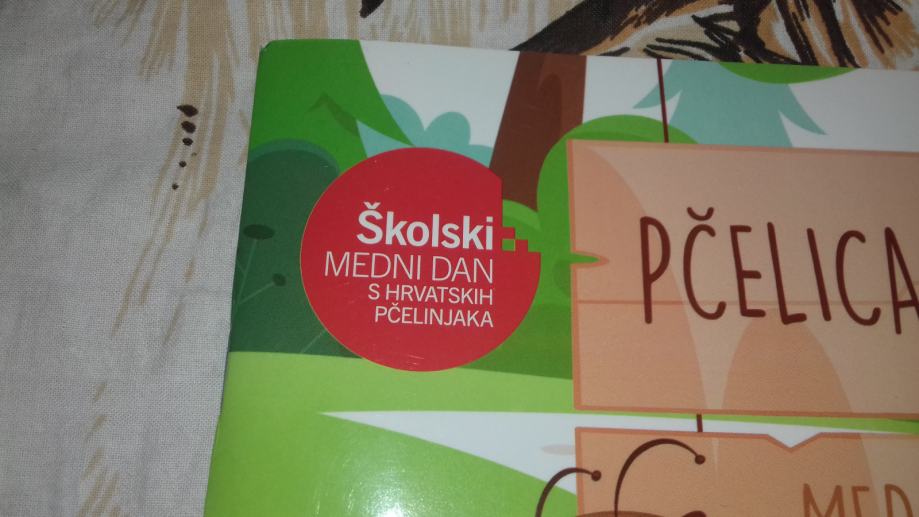 Školski
MEDNI DAN
S HRVATSKIH
PČELINJAKA
PČELICA